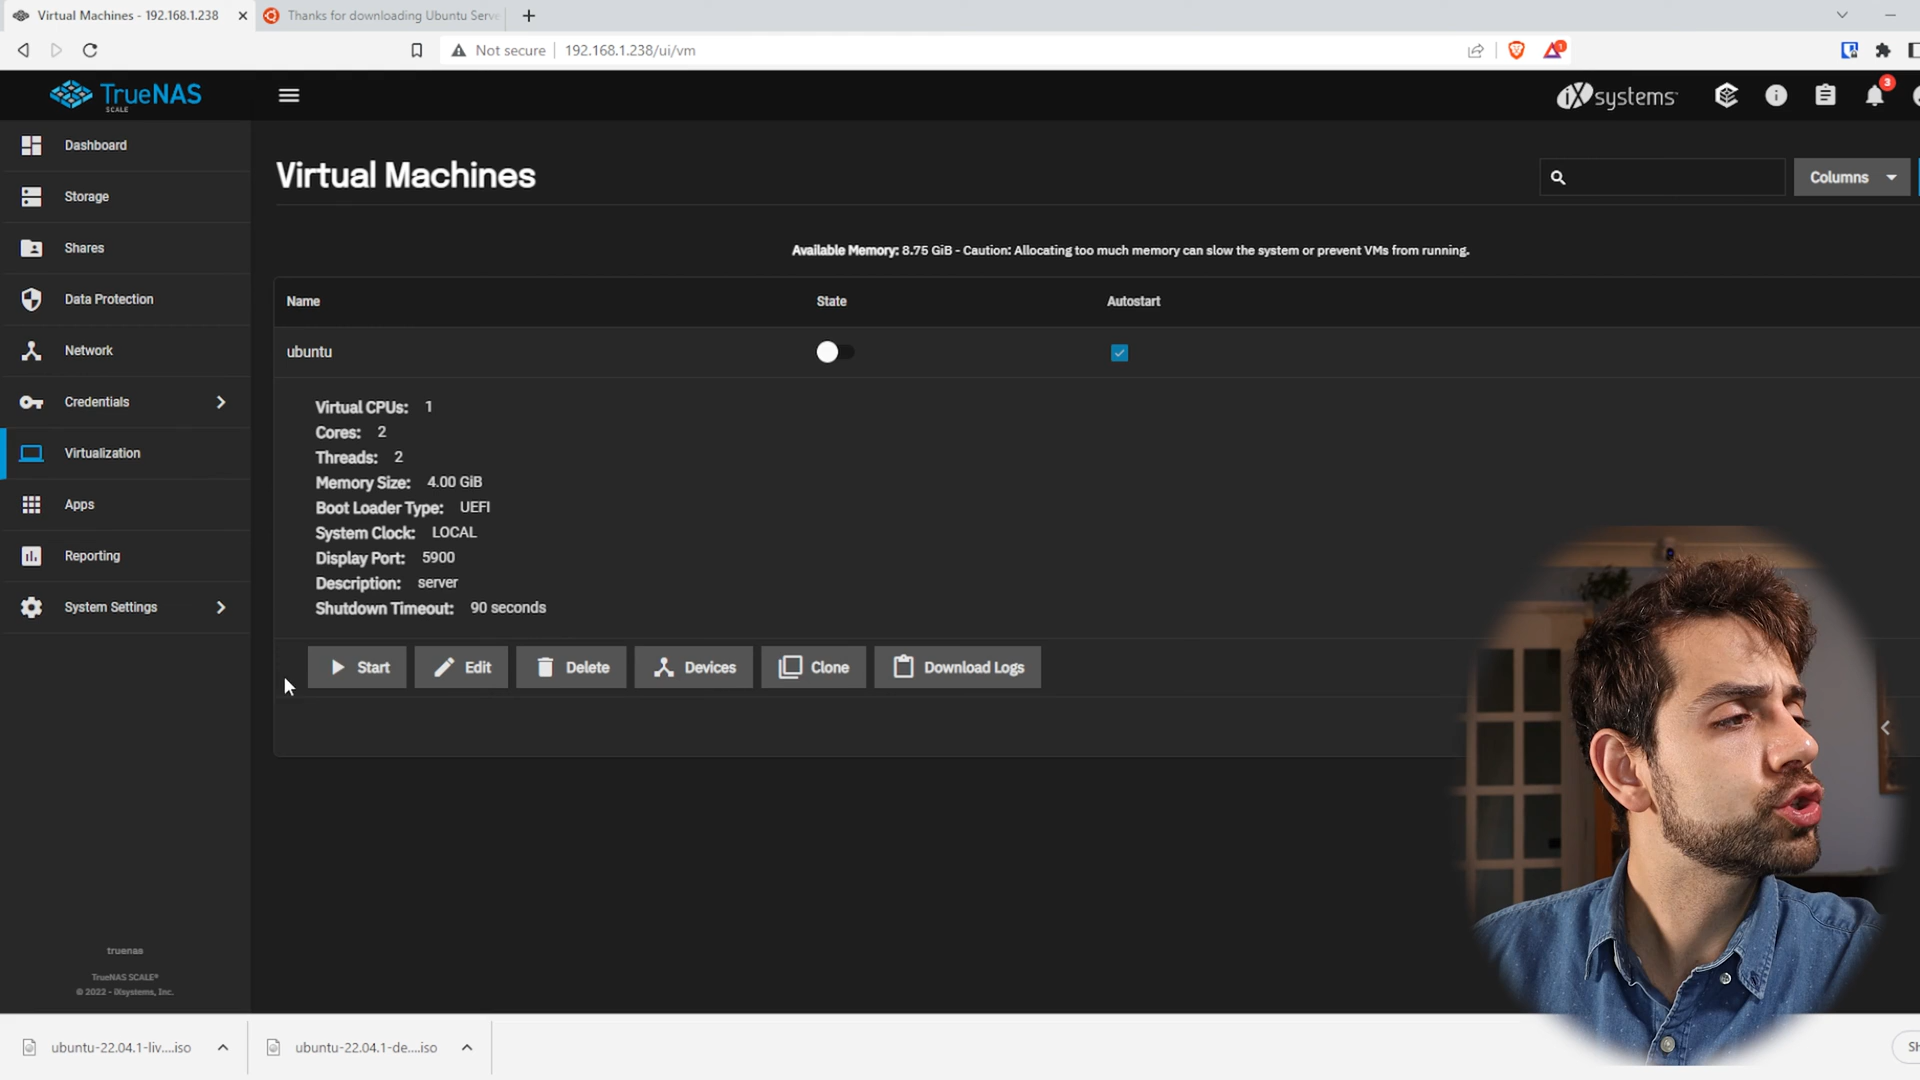 Virtual Machines - 192.168.1.238
Thanks for downloading Ubuntu Serve
Not secure
192.168.1.238/ui/vm
1
TrueNAS
SCALE
iXsystems
3
Dashboard
Storage
Shares
Data Protection
Network
Credentials
Virtualization
Apps
Reporting
System Settings
truenas
TrueNAS SCALE®
© 2022 - iXsystems, Inc.
Virtual Machines
Columns
Available Memory: 8.75 GiB - Caution: Allocating too much memory can slow the system or prevent VMs from running.
Name State Autostart
ubuntu
Virtual CPUs: 1
Cores: 2
Threads: 2
Memory Size: 4.00 GiB
Boot Loader Type: UEFI
System Clock: LOCAL
Display Port: 5900
Description: server
Shutdown Timeout: 90 seconds
Start Edit Delete Devices Clone Download Logs
ubuntu-22.04.1-liv....iso
ubuntu-22.04.1-de....iso